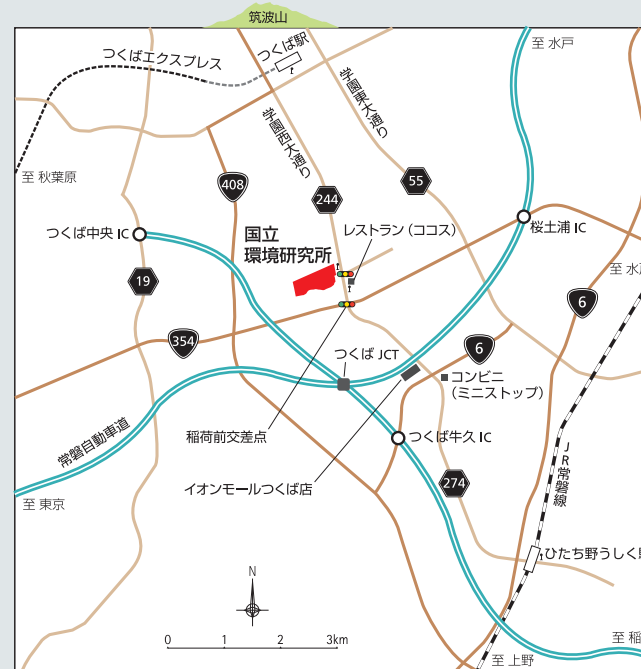 筑波山
つくば駅
つくばエクスプレス
至 水戸
学園東大通り
学園西大通り
至 秋葉原
408
55
244
国立
環境研究所
レストラン（ココス）
つくば中央 IC
桜土浦 IC
19
至 水
6
354
つくば JCT
6
コンビニ
（ミニストップ）
稲荷前交差点
つくば牛久 IC
常磐自動車道
JR常磐線
イオンモールつくば店
274
至 東京
ひたち野うしく
N
0 1 2 3km
至 稲
至 上野